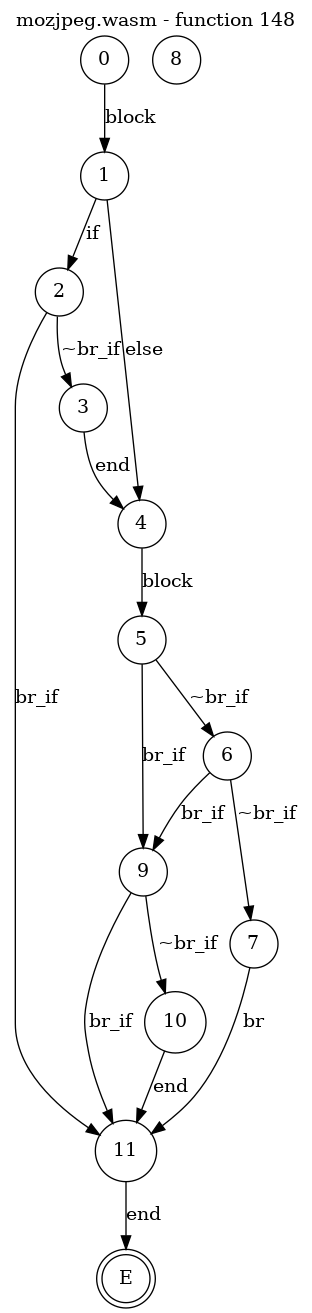 mozjpeg.wasm - function 148
0 8
block
1
if
2
~br_if else
3
end
4
block
5
br_if ~br_if
6
br_if ~br_if
9
7
~br_if
10
br_if br
end
11
end
E